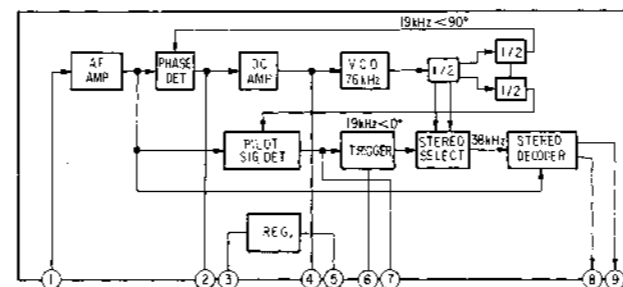 19kHz<90°
AF AMP
PHASE DET
DC AMP
VCO 76kHz
1/2
1/2
1/2
19kHz<0°
PILOT SIG DET
TRIGGER
STEREO SELECT
38kHz
STEREO DECODER
REG.
1
2
3
4
5
6
7
8
9